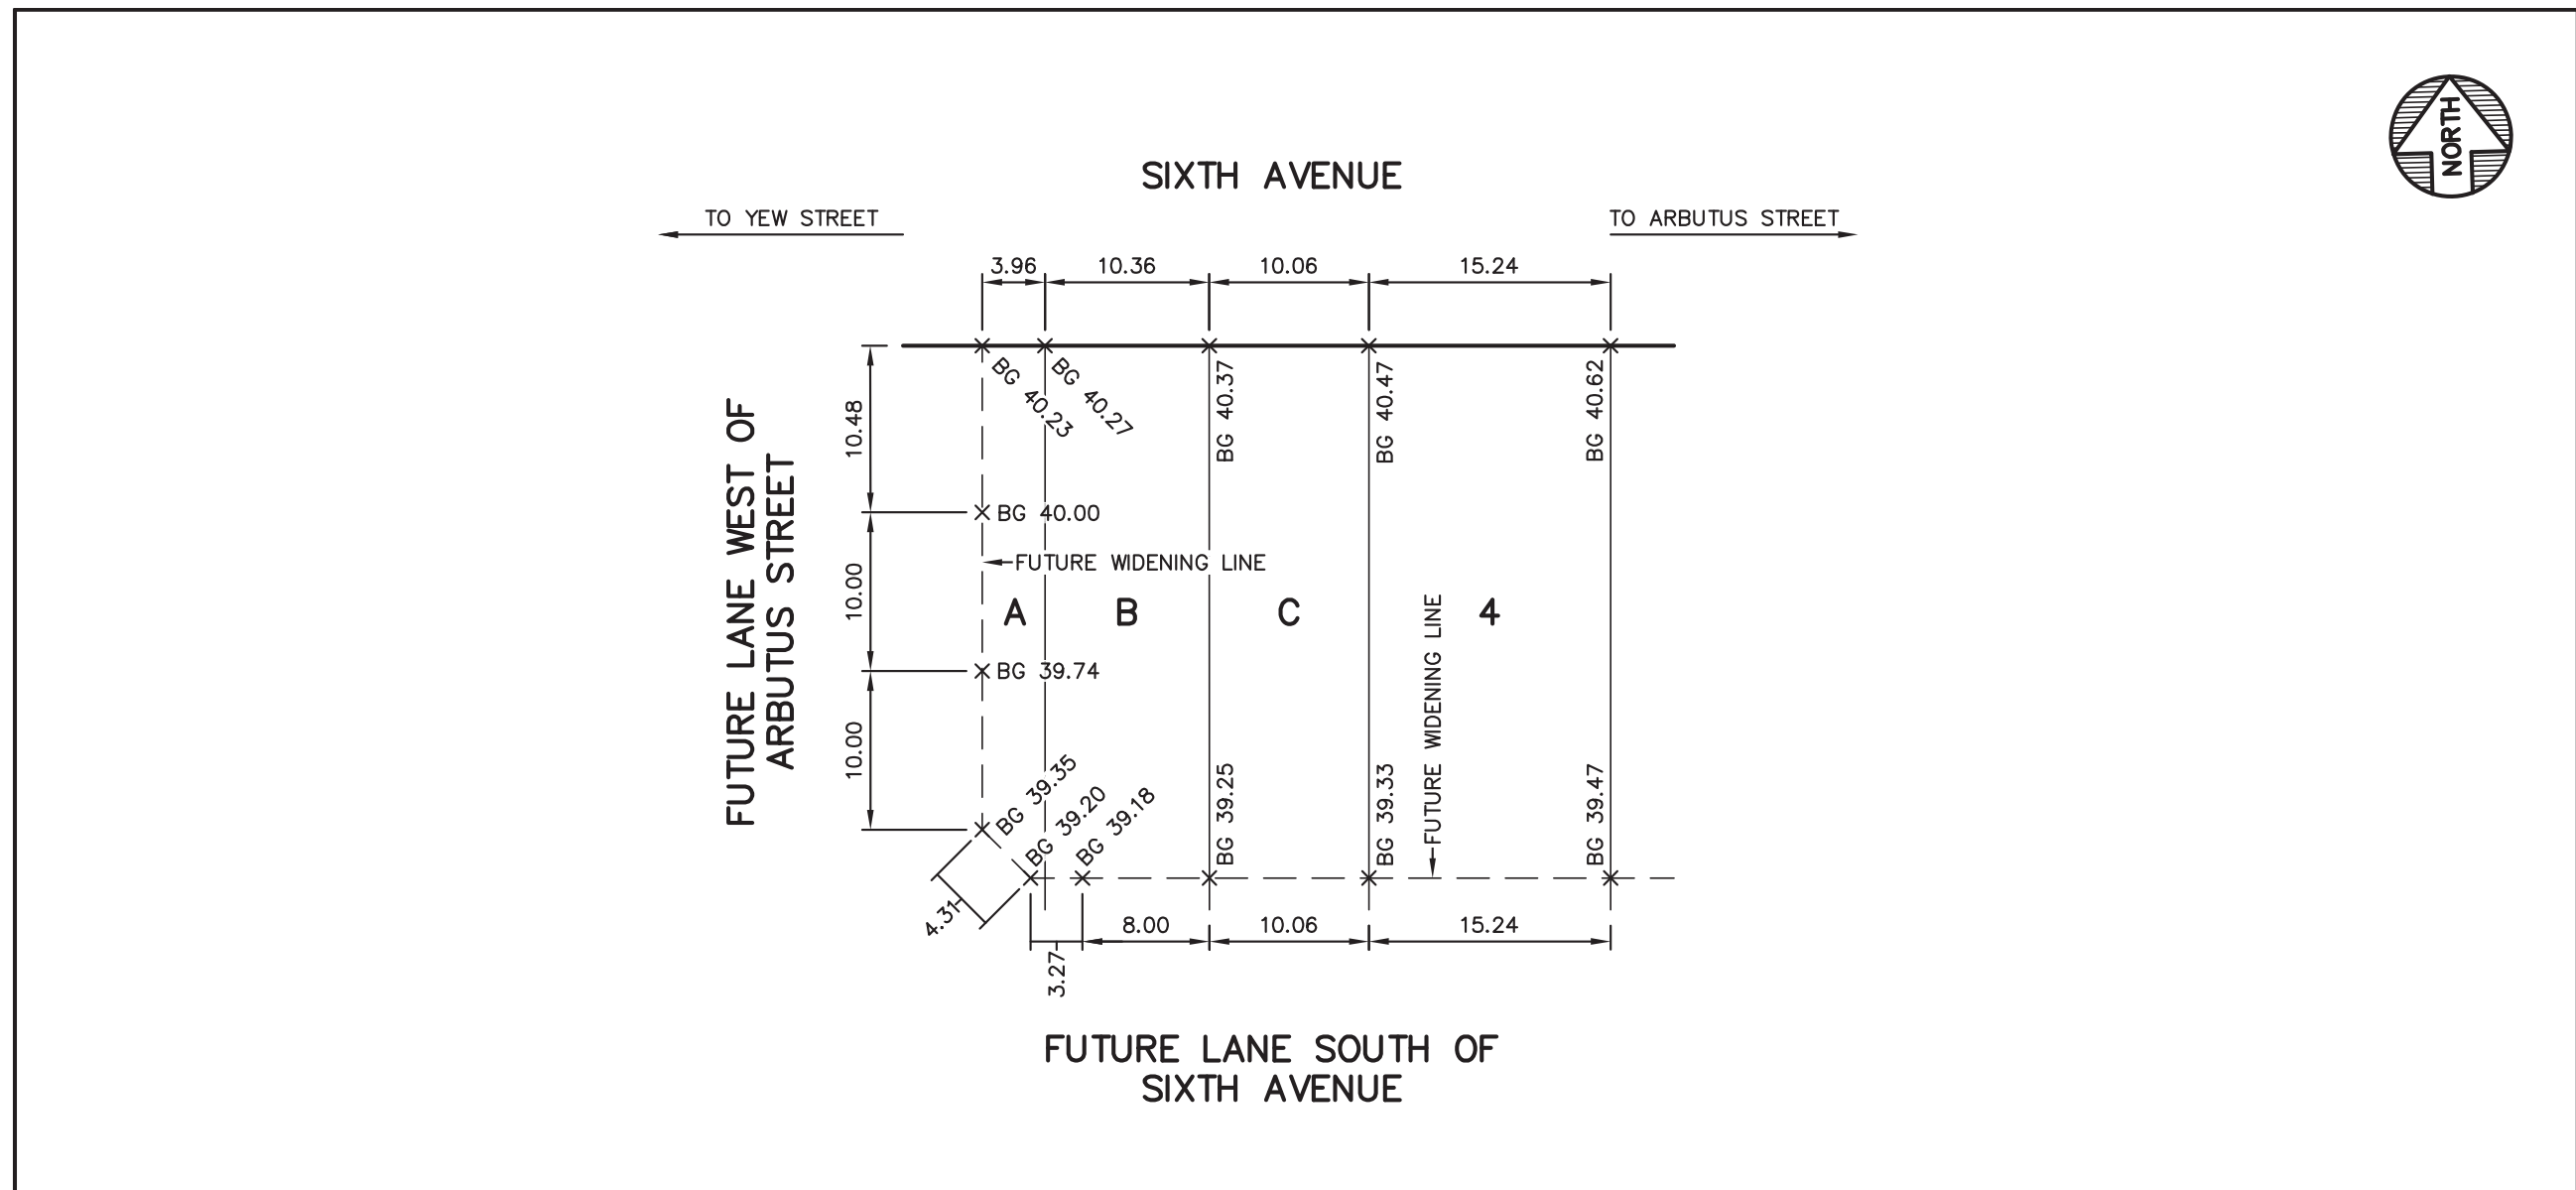 NORTH
SIXTH AVENUE
TO YEW STREET
TO ARBUTUS STREET
3.96
10.36
10.06
15.24
BG 40.23
BG 40.27
BG 40.37
BG 40.47
BG 40.62
10.48
FUTURE LANE WEST OF
ARBUTUS STREET
BG 40.00
FUTURE WIDENING LINE
10.00
A
B
C
4
FUTURE WIDENING LINE
BG 39.74
10.00
BG 39.35
BG 39.20
BG 39.18
BG 39.25
BG 39.33
BG 39.47
4.31
8.00
10.06
15.24
3.27
FUTURE LANE SOUTH OF
SIXTH AVENUE